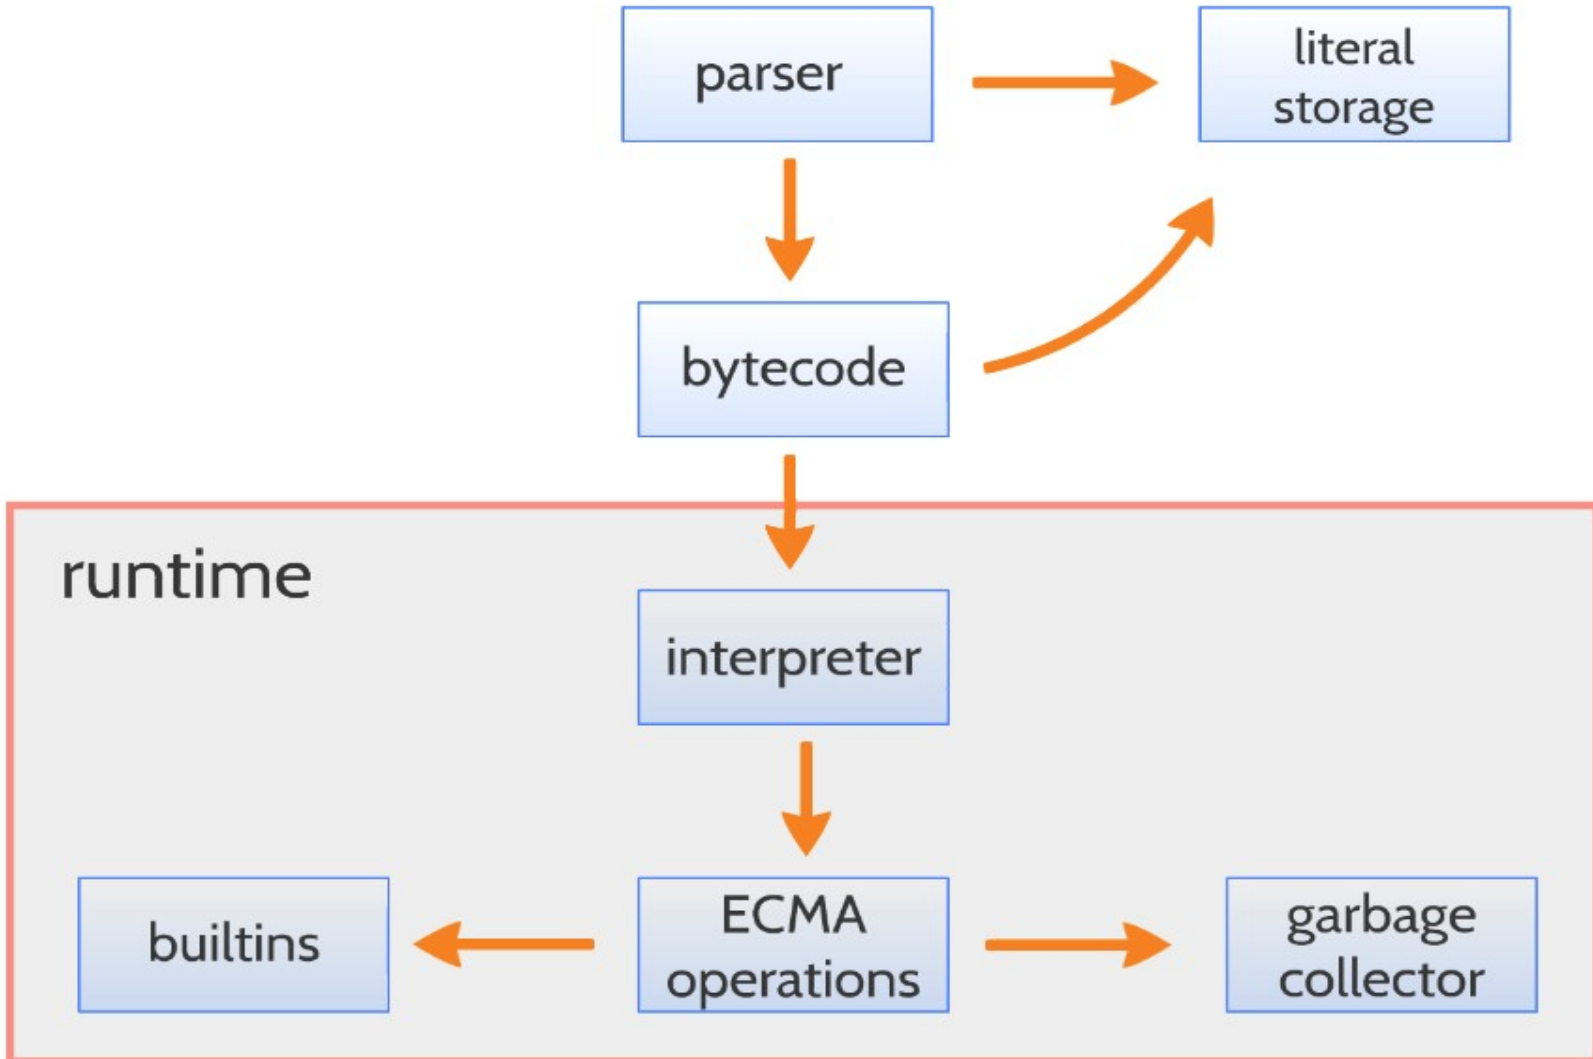 parser
literal
storage
bytecode
runtime
interpreter
builtins
ECMA
operations
garbage
collector